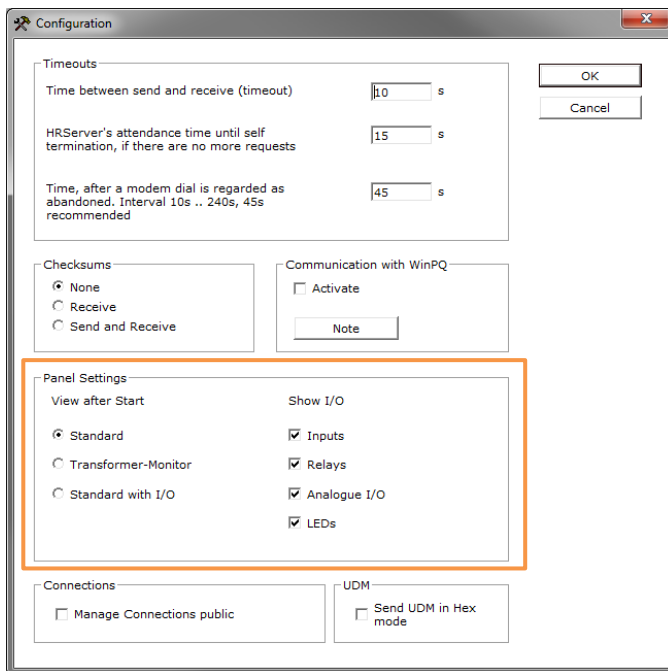 Configuration
Timeouts
Time between send and receive (timeout)
10 s
HRServer's attendance time until self
termination, if there are no more requests
15 s
Time, after a modem dial is regarded as
abandoned. Interval 10s .. 240s, 45s
recommended
45 s
OK
Cancel
Checksums
None
Receive
Send and Receive
Communication with WinPQ
Activate
Note
Panel Settings
View after Start
Standard
Transformer-Monitor
Standard with I/O
Show I/O
Inputs
Relays
Analogue I/O
LEDs
Connections
Manage Connections public
UDM
Send UDM in Hex
mode